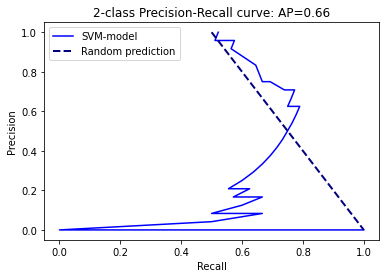 2-class Precision-Recall curve: AP=0.66
SVM-model
Random prediction
Precision
1.0
0.8
0.6
0.4
0.2
0.0
0.0 0.2 0.4 0.6 0.8 1.0
Recall